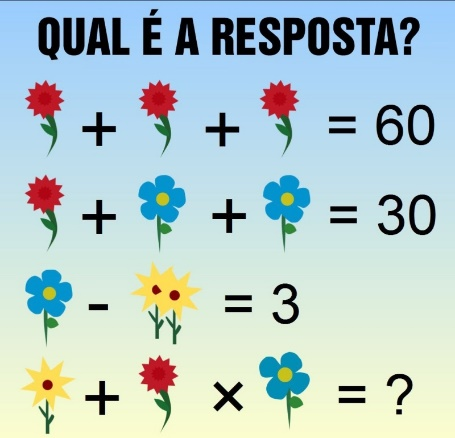 QUAL É A RESPOSTA?
+ + = 60
+ + = 30
- = 3
+ × = ?